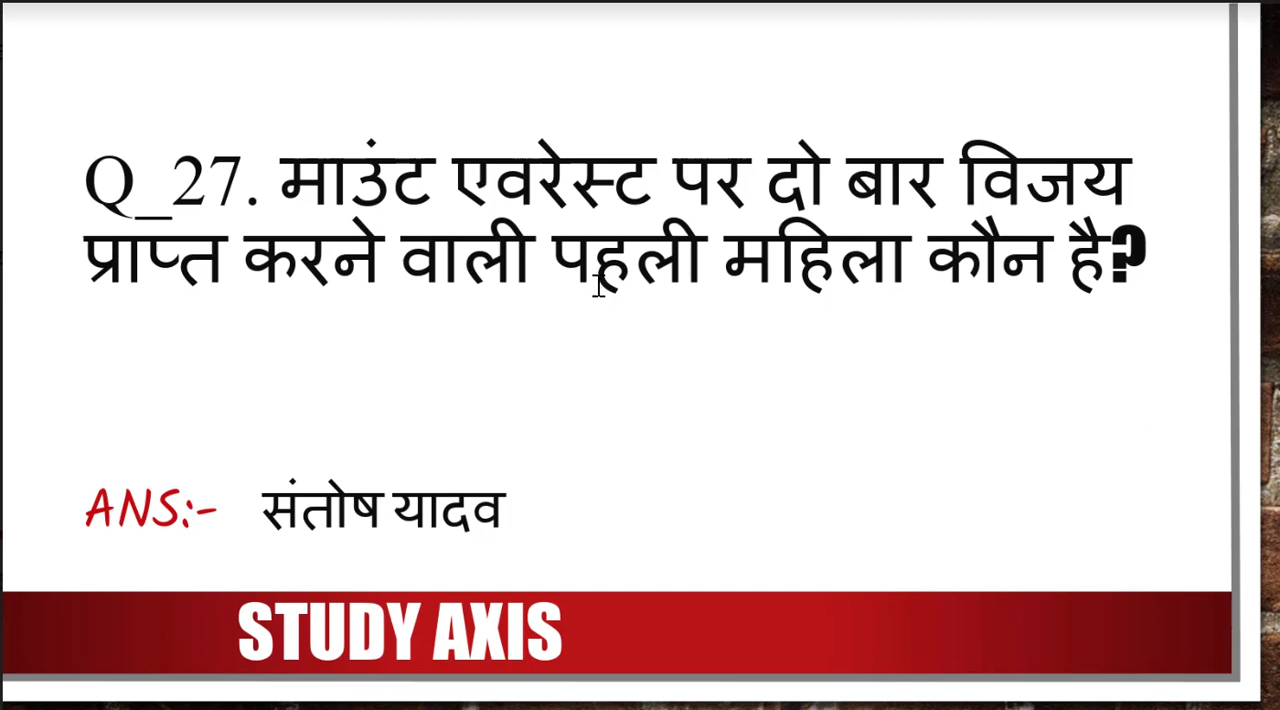 Q_27. माउंट एवरेस्ट पर दो बार विजय
प्राप्त करने वाली पहली महिला कौन है?
ANS:- संतोष यादव
STUDY AXIS